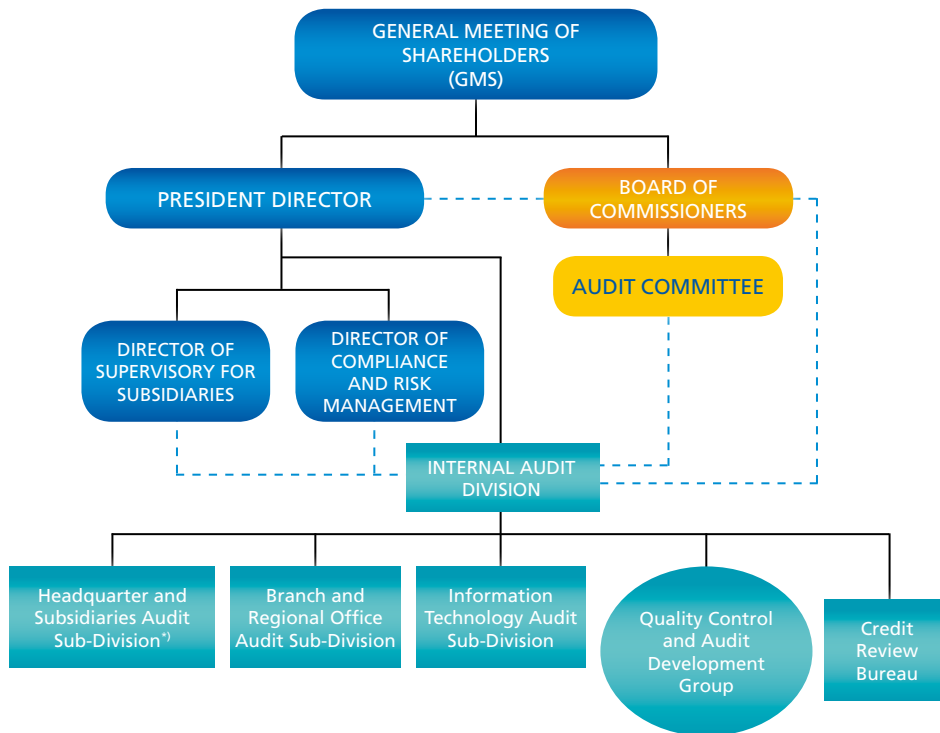 GENERAL MEETING OF
SHAREHOLDERS
(GMS)
PRESIDENT DIRECTOR
BOARD OF
COMMISSIONERS
AUDIT COMMITTEE
DIRECTOR OF
SUPERVISORY FOR
SUBSIDIARIES
DIRECTOR OF
COMPLIANCE
AND RISK
MANAGEMENT
INTERNAL AUDIT
DIVISION
Headquarter and
Subsidiaries Audit
Sub-Division*)
Branch and
Regional Office
Audit Sub-Division
Information
Technology Audit
Sub-Division
Quality Control
and Audit
Development
Group
Credit
Review
Bureau